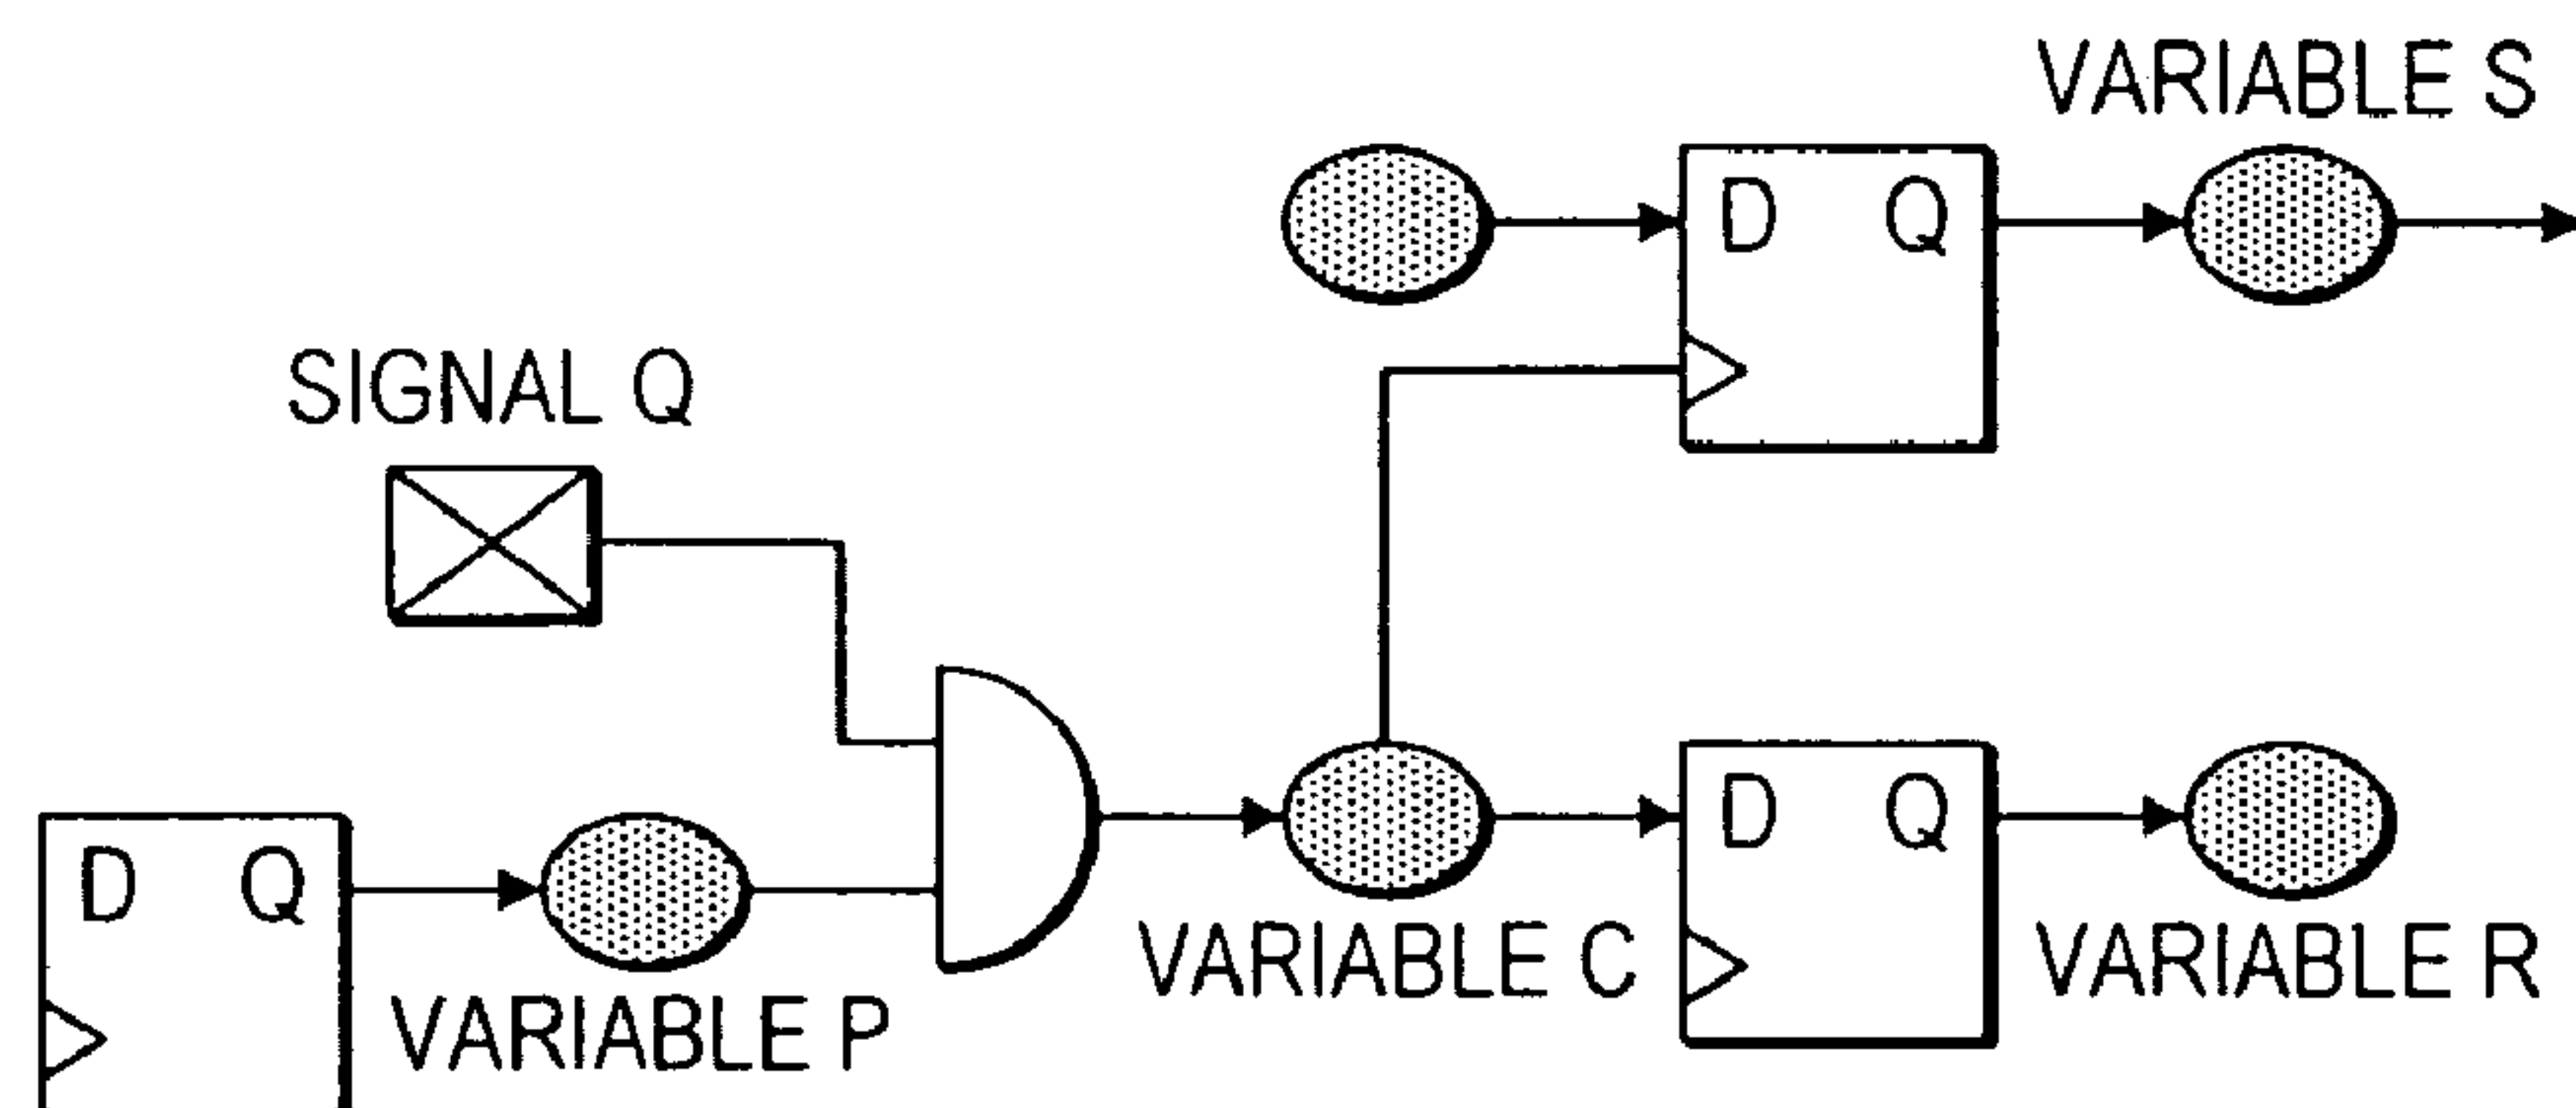 VARIABLE S
D Q
SIGNAL Q
D Q
D Q
VARIABLE C
VARIABLE R
VARIABLE P